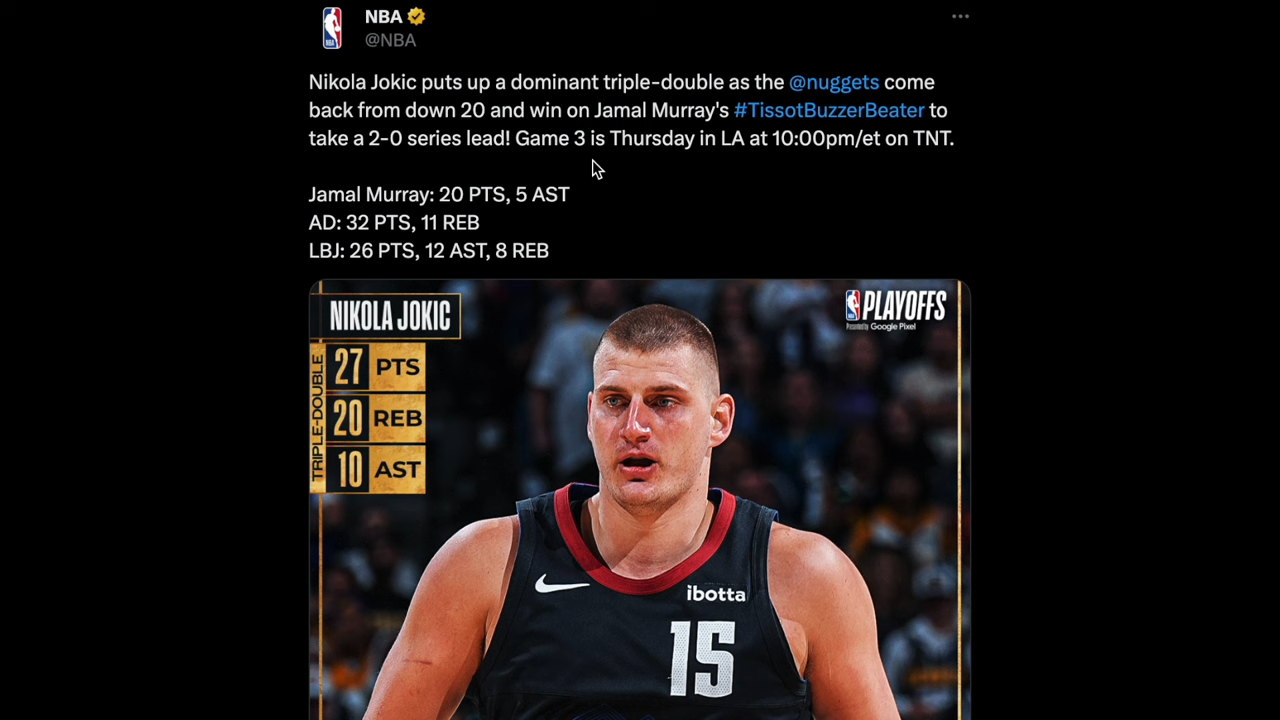 NBA
@NBA
Nikola Jokic puts up a dominant triple-double as the @nuggets come
back from down 20 and win on Jamal Murray's #TissotBuzzerBeater to
take a 2-0 series lead! Game 3 is Thursday in LA at 10:00pm/et on TNT.
Jamal Murray: 20 PTS, 5 AST
AD: 32 PTS, 11 REB
LBJ: 26 PTS, 12 AST, 8 REB
NIKOLA JOKIC
TRIPLE-DOUBLE
27 PTS
20 REB
10 AST
NBA
PLAYOFFS
Presented by Google Pixel
ibotta
15